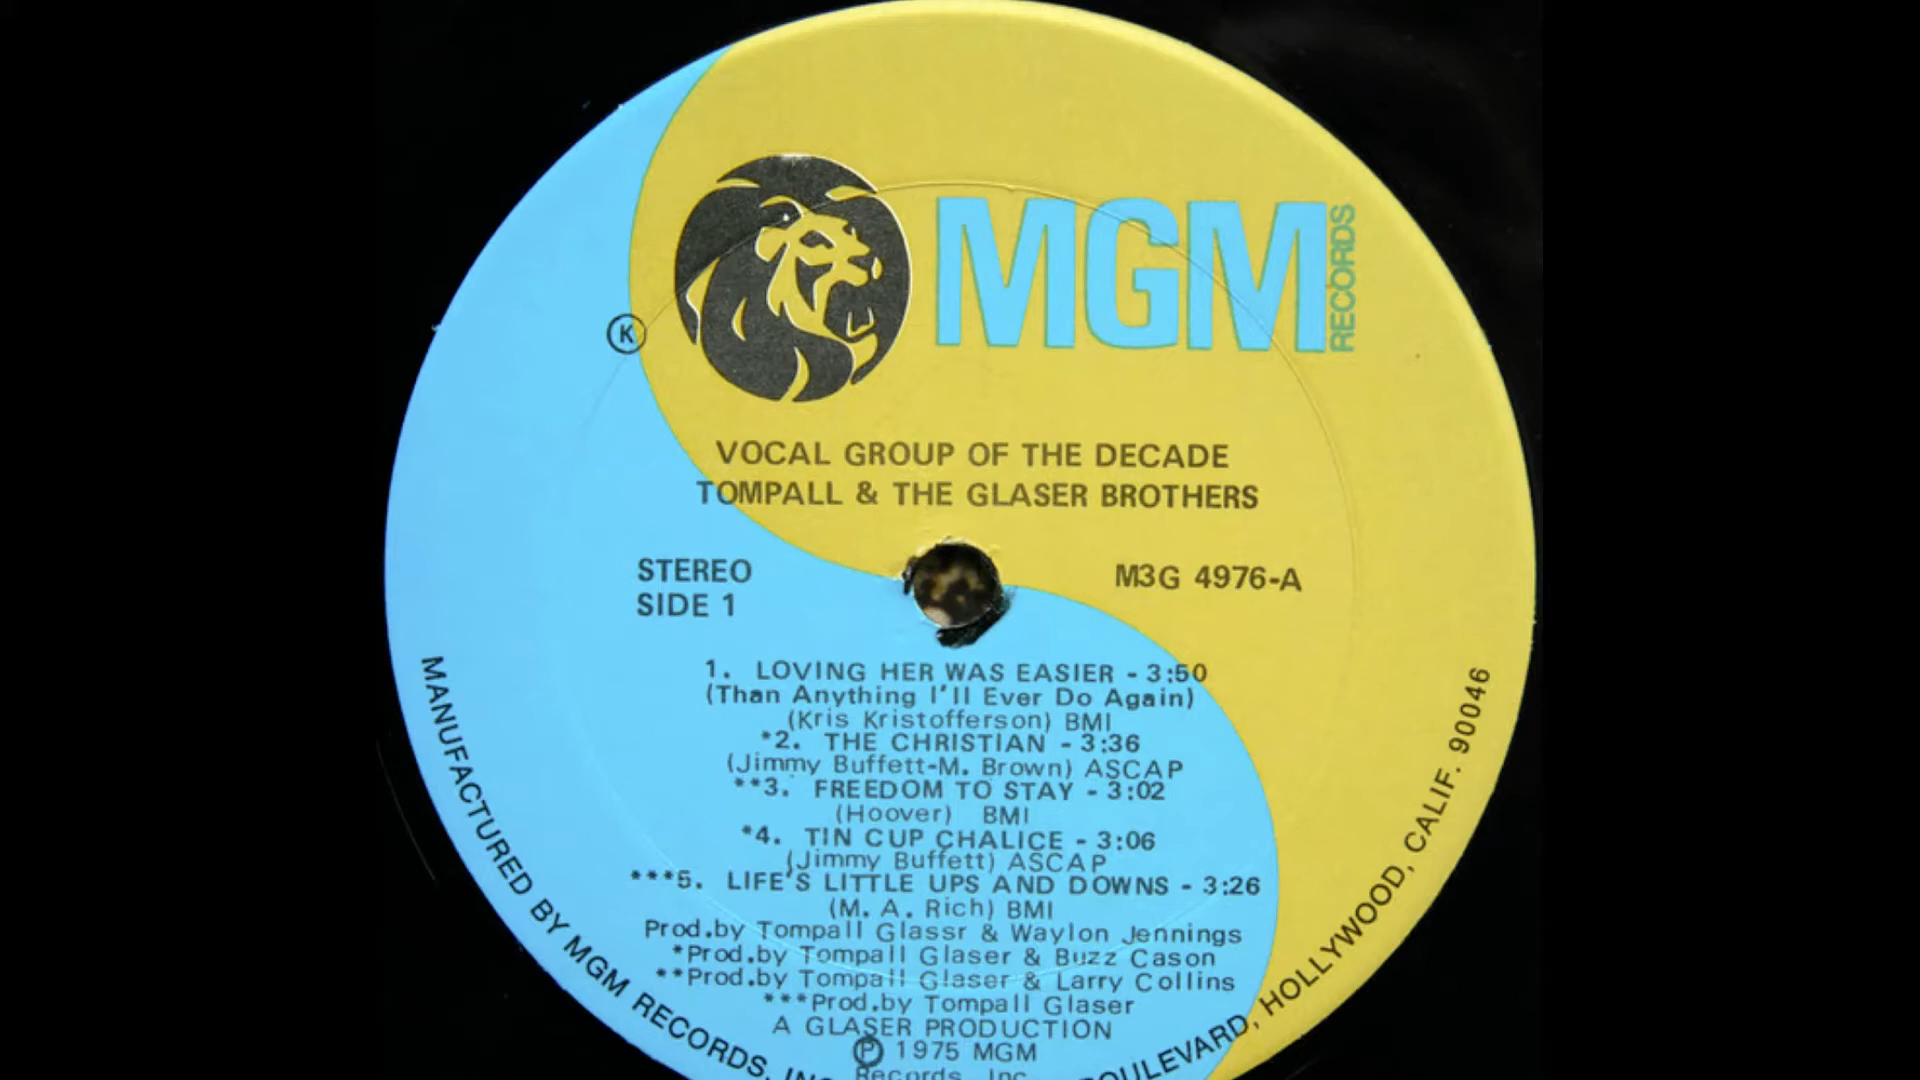 MGM RECORDS
K
VOCAL GROUP OF THE DECADE
TOMPALL & THE GLASER BROTHERS
STEREO
SIDE 1
M3G 4976-A
1. LOVING HER WAS EASIER - 3:50
(Than Anything I'll Ever Do Again)
(Kris Kristofferson) BMI
*2. THE CHRISTIAN - 3:36
(Jimmy Buffett-M. Brown) ASCAP
**3. FREEDOM TO STAY - 3:02
(Hoover) BMI
*4. TIN CUP CHALICE - 3:06
(Jimmy Buffett) ASCAP
***5. LIFE'S LITTLE UPS AND DOWNS - 3:26
(M. A. Rich) BMI
Prod.by Tompall Glassr & Waylon Jennings
*Prod.by Tompall Glaser & Buzz Cason
**Prod.by Tompall Glaser & Larry Collins
***Prod.by Tompall Glaser
A GLASER PRODUCTION
℗ 1975 MGM
Records, Inc.
MANUFACTURED BY MGM RECORDS, INC
OULEVARD, HOLLYWOOD, CALIF. 90046